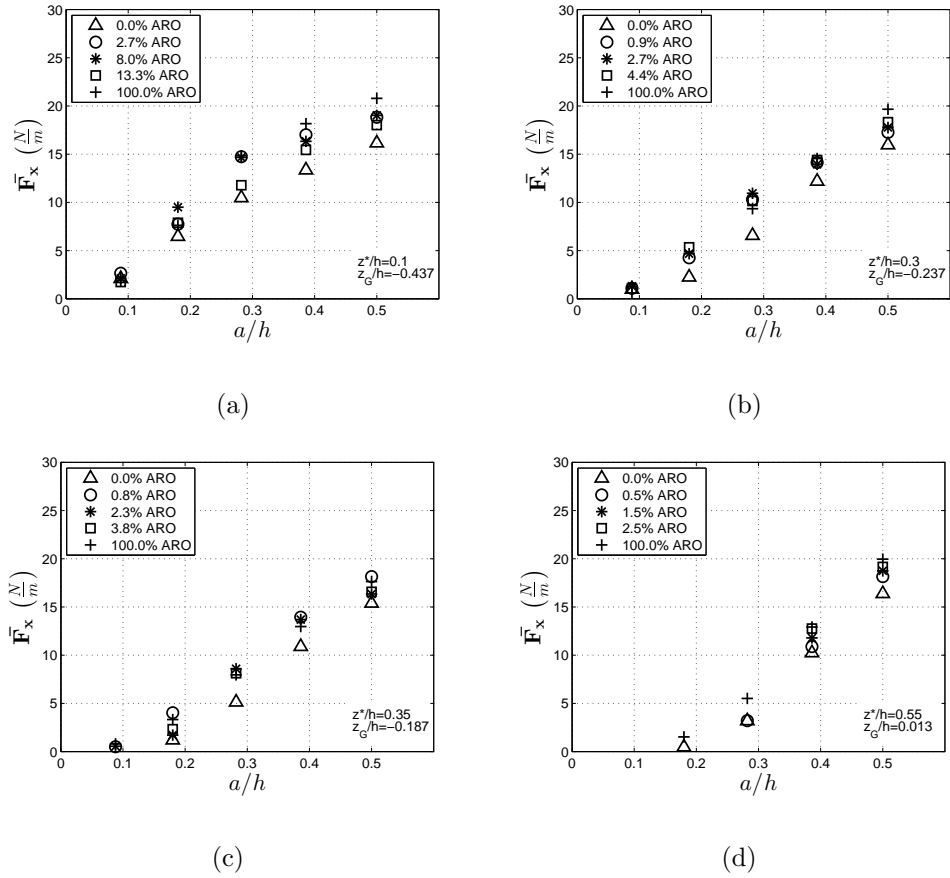 30
25
20
15
10
5
0
F̄x (N/m)
0.0% ARO
2.7% ARO
8.0% ARO
13.3% ARO
100.0% ARO
z*/h=0.1
zG/h=−0.437
0 0.1 0.2 0.3 0.4 0.5
a/h
(a)
30
25
20
15
10
5
0
F̄x (N/m)
0.0% ARO
0.9% ARO
2.7% ARO
4.4% ARO
100.0% ARO
z*/h=0.3
zG/h=−0.237
0 0.1 0.2 0.3 0.4 0.5
a/h
(b)
30
25
20
15
10
5
0
F̄x (N/m)
0.0% ARO
0.8% ARO
2.3% ARO
3.8% ARO
100.0% ARO
z*/h=0.35
zG/h=−0.187
0 0.1 0.2 0.3 0.4 0.5
a/h
(c)
30
25
20
15
10
5
0
F̄x (N/m)
0.0% ARO
0.5% ARO
1.5% ARO
2.5% ARO
100.0% ARO
z*/h=0.55
zG/h=0.013
0 0.1 0.2 0.3 0.4 0.5
a/h
(d)